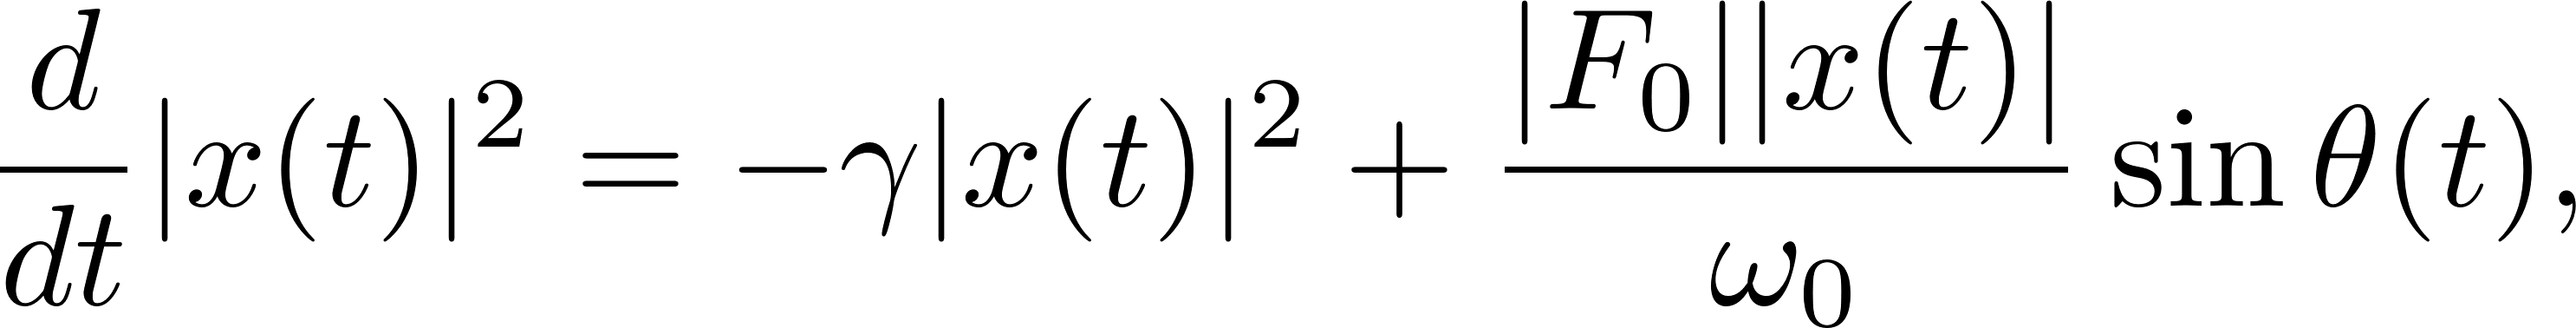 \frac{d}{dt}|x(t)|^2 = -\gamma|x(t)|^2 + \frac{|F_0||x(t)|}{\omega_0} \sin\theta(t),